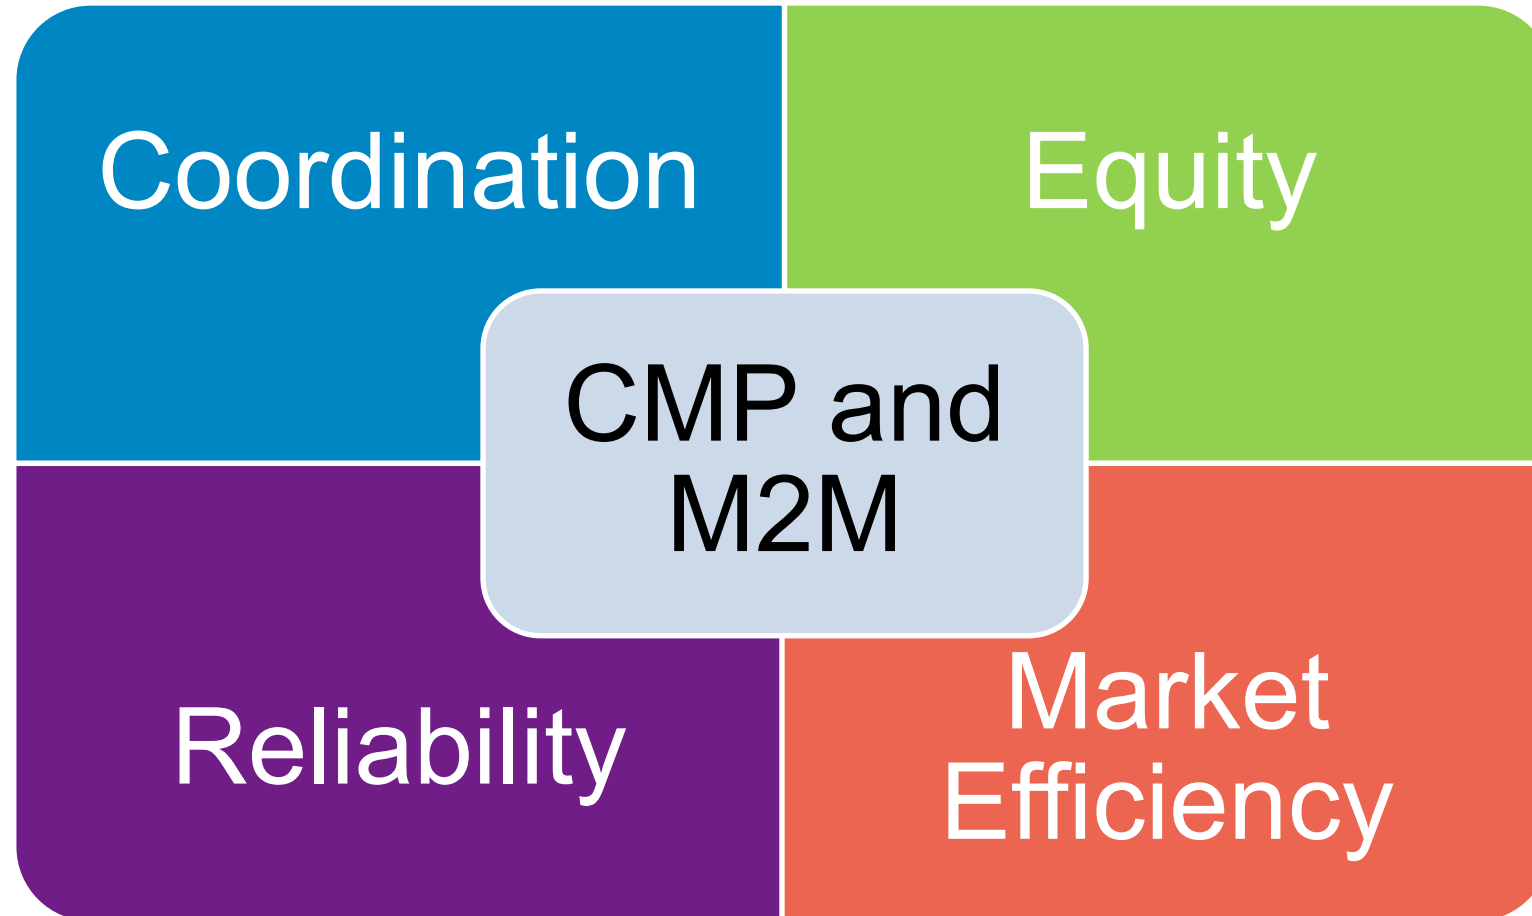 Coordination
Equity
CMP and
M2M
Reliability
Market
Efficiency